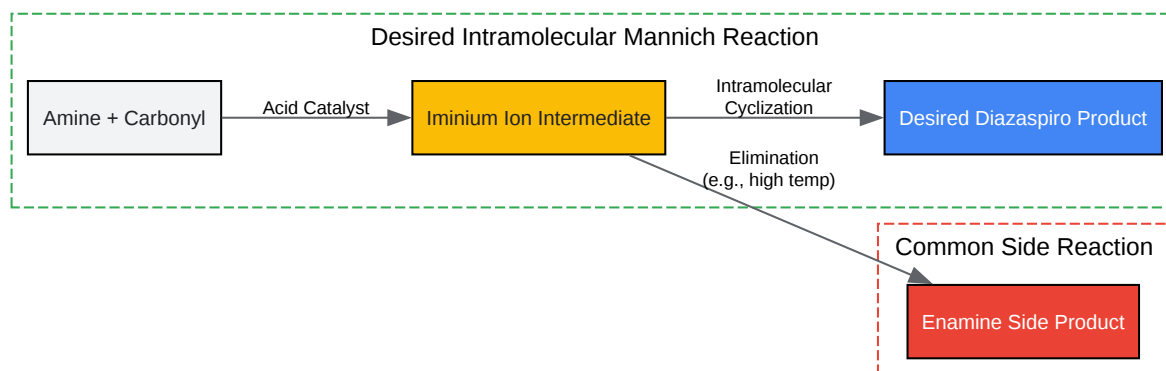 Desired Intramolecular Mannich Reaction
Amine + Carbonyl
Acid Catalyst
Iminium Ion Intermediate
Intramolecular
Cyclization
Desired Diazaspiro Product
Elimination
(e.g., high temp)
Common Side Reaction
Enamine Side Product